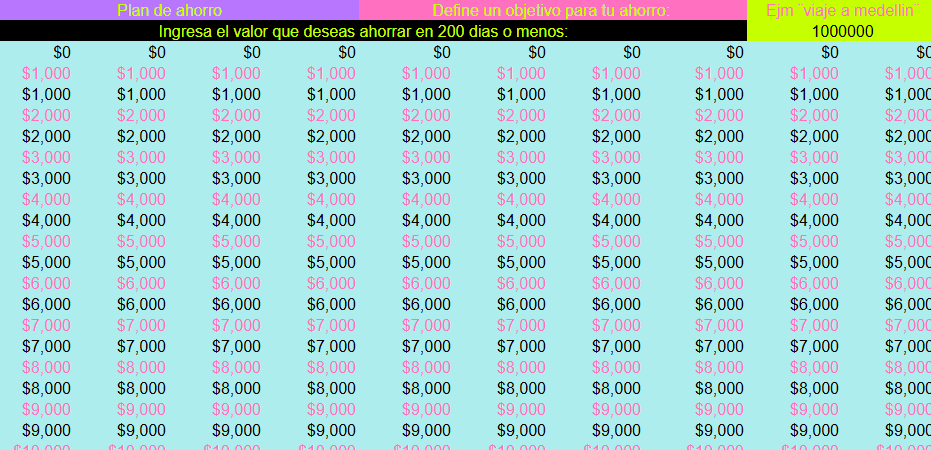 Plan de ahorro Define un objetivo para tu ahorro: Ejm ¨viaje a medellin¨
Ingresa el valor que deseas ahorrar en 200 dias o menos: 1000000
$0 $0 $0 $0 $0 $0 $0 $0 $0 $0
$1,000 $1,000 $1,000 $1,000 $1,000 $1,000 $1,000 $1,000 $1,000 $1,000
$1,000 $1,000 $1,000 $1,000 $1,000 $1,000 $1,000 $1,000 $1,000 $1,000
$2,000 $2,000 $2,000 $2,000 $2,000 $2,000 $2,000 $2,000 $2,000 $2,000
$2,000 $2,000 $2,000 $2,000 $2,000 $2,000 $2,000 $2,000 $2,000 $2,000
$3,000 $3,000 $3,000 $3,000 $3,000 $3,000 $3,000 $3,000 $3,000 $3,000
$3,000 $3,000 $3,000 $3,000 $3,000 $3,000 $3,000 $3,000 $3,000 $3,000
$4,000 $4,000 $4,000 $4,000 $4,000 $4,000 $4,000 $4,000 $4,000 $4,000
$4,000 $4,000 $4,000 $4,000 $4,000 $4,000 $4,000 $4,000 $4,000 $4,000
$5,000 $5,000 $5,000 $5,000 $5,000 $5,000 $5,000 $5,000 $5,000 $5,000
$5,000 $5,000 $5,000 $5,000 $5,000 $5,000 $5,000 $5,000 $5,000 $5,000
$6,000 $6,000 $6,000 $6,000 $6,000 $6,000 $6,000 $6,000 $6,000 $6,000
$6,000 $6,000 $6,000 $6,000 $6,000 $6,000 $6,000 $6,000 $6,000 $6,000
$7,000 $7,000 $7,000 $7,000 $7,000 $7,000 $7,000 $7,000 $7,000 $7,000
$7,000 $7,000 $7,000 $7,000 $7,000 $7,000 $7,000 $7,000 $7,000 $7,000
$8,000 $8,000 $8,000 $8,000 $8,000 $8,000 $8,000 $8,000 $8,000 $8,000
$8,000 $8,000 $8,000 $8,000 $8,000 $8,000 $8,000 $8,000 $8,000 $8,000
$9,000 $9,000 $9,000 $9,000 $9,000 $9,000 $9,000 $9,000 $9,000 $9,000
$9,000 $9,000 $9,000 $9,000 $9,000 $9,000 $9,000 $9,000 $9,000 $9,000